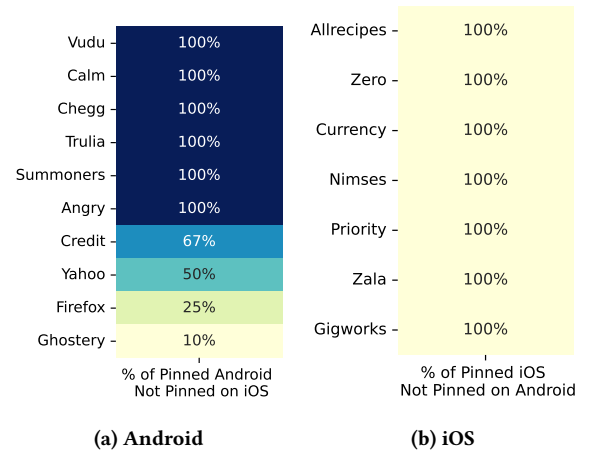 Vudu 100%
Calm 100%
Chegg 100%
Trulia 100%
Summoners 100%
Angry 100%
Credit 67%
Yahoo 50%
Firefox 25%
Ghostery 10%
% of Pinned Android
Not Pinned on iOS
(a) Android
Allrecipes 100%
Zero 100%
Currency 100%
Nimses 100%
Priority 100%
Zala 100%
Gigworks 100%
% of Pinned iOS
Not Pinned on Android
(b) iOS